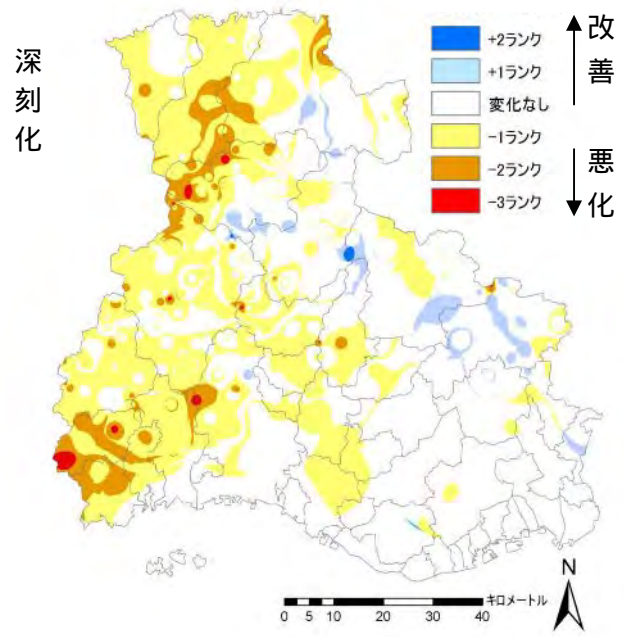 深刻化
+2ランク
+1ランク
変化なし
-1ランク
-2ランク
-3ランク
改善
悪化
N
キロメートル
0 5 10 20 30 40